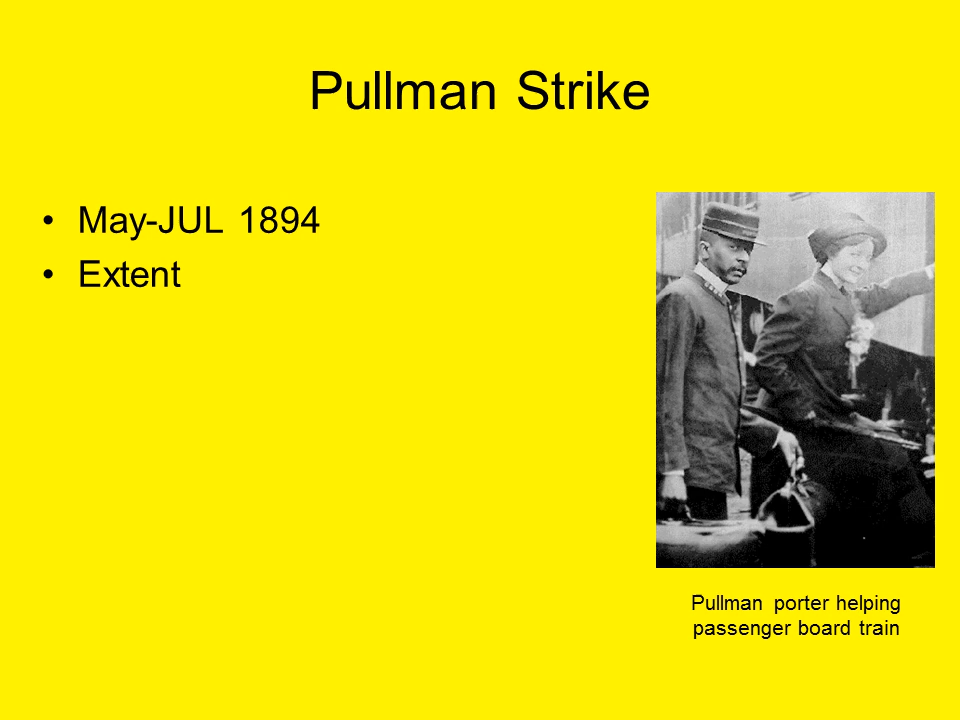 Pullman Strike
• May-JUL 1894
• Extent
Pullman porter helping
passenger board train